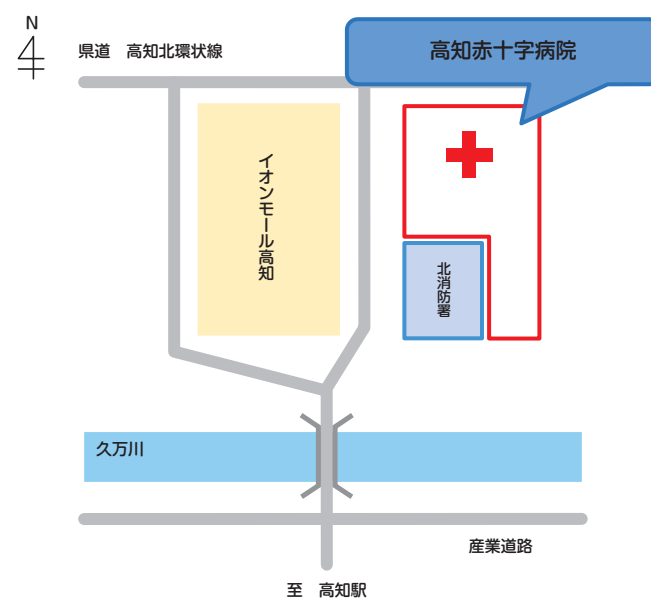 N
県道　高知北環状線
高知赤十字病院
イオンモール高知
北消防署
久万川
産業道路
至　高知駅